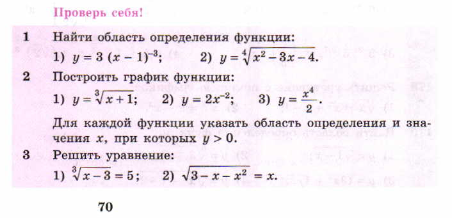 Проверь себя!
1 Найти область определения функции:
1) y = 3 (x − 1)⁻³; 2) y = ∜(x² − 3x − 4).
2 Построить график функции:
1) y = ∛(x + 1); 2) y = 2x⁻²; 3) y = x⁴/2.
Для каждой функции указать область определения и зна-
чения x, при которых y > 0.
3 Решить уравнение:
1) ∛(x − 3) = 5; 2) √(3 − x − x²) = x.
70